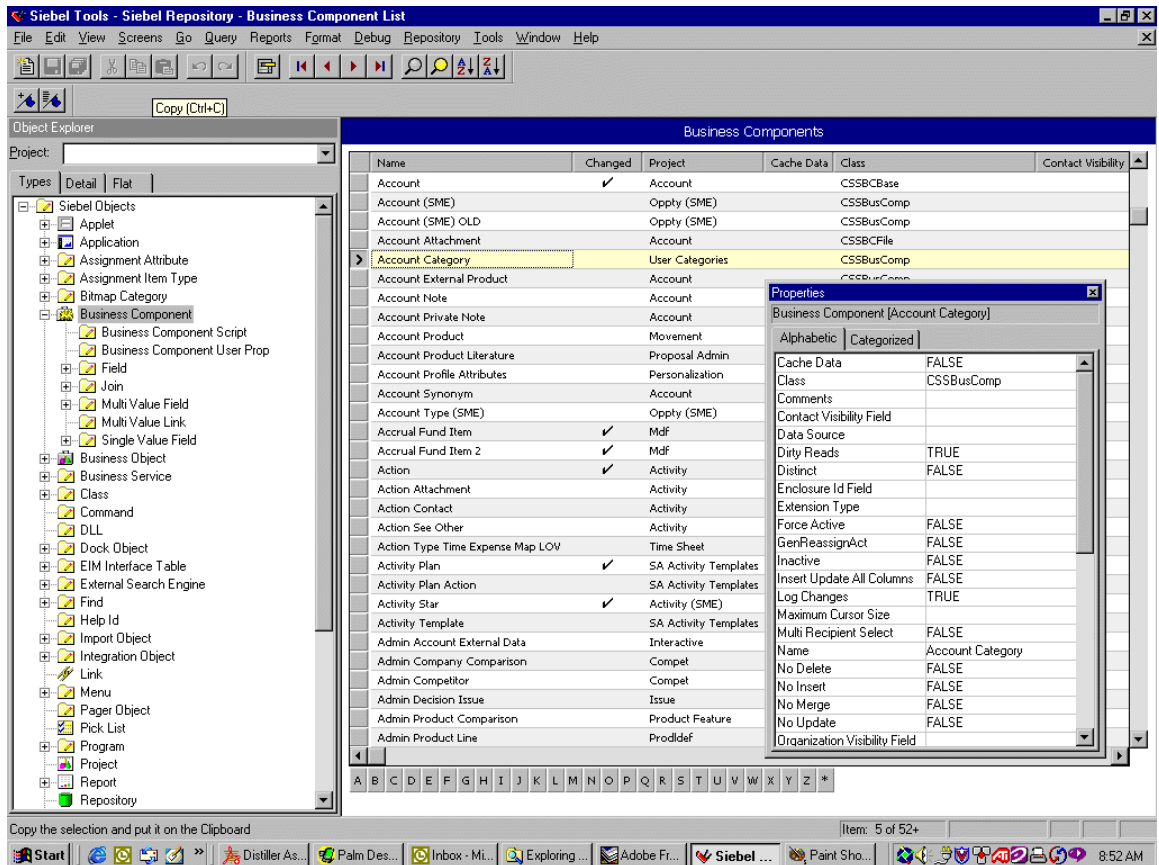 Siebel Tools - Siebel Repository - Business Component List
File Edit View Screens Go Query Reports Format Debug Repository Tools Window Help
Copy (Ctrl+C)
Object Explorer
Project:
Types Detail Flat
Siebel Objects
Applet
Application
Assignment Attribute
Assignment Item Type
Bitmap Category
Business Component
Business Component Script
Business Component User Prop
Field
Join
Multi Value Field
Multi Value Link
Single Value Field
Business Object
Business Service
Class
Command
DLL
Dock Object
EIM Interface Table
External Search Engine
Find
Help Id
Import Object
Integration Object
Link
Menu
Pager Object
Pick List
Program
Project
Report
Repository
Business Components
Name Changed Project Cache Data Class Contact Visibility
Account ✓ Account CSSBCBase
Account (SME) Oppty (SME) CSSBusComp
Account (SME) OLD Oppty (SME) CSSBusComp
Account Attachment Account CSSBCFile
Account Category User Categories CSSBusComp
Account External Product Account CSSBusComp
Account Note Account
Account Private Note Account
Account Product Movement
Account Product Literature Proposal Admin
Account Profile Attributes Personalization
Account Synonym Account
Account Type (SME) Oppty (SME)
Accrual Fund Item ✓ Mdf
Accrual Fund Item 2 ✓ Mdf
Action ✓ Activity
Action Attachment Activity
Action Contact Activity
Action See Other Activity
Action Type Time Expense Map LOV Time Sheet
Activity Plan ✓ SA Activity Templates
Activity Plan Action SA Activity Templates
Activity Star ✓ Activity (SME)
Activity Template SA Activity Templates
Admin Account External Data Interactive
Admin Company Comparison Compet
Admin Competitor Compet
Admin Decision Issue Issue
Admin Product Comparison Product Feature
Admin Product Line Prodldef
A B C D E F G H I J K L M N O P Q R S T U V W X Y Z *
Properties
Business Component [Account Category]
Alphabetic Categorized
Cache Data FALSE
Class CSSBusComp
Comments
Contact Visibility Field
Data Source
Dirty Reads TRUE
Distinct FALSE
Enclosure Id Field
Extension Type
Force Active FALSE
GenReassignAct FALSE
Inactive FALSE
Insert Update All Columns FALSE
Log Changes TRUE
Maximum Cursor Size
Multi Recipient Select FALSE
Name Account Category
No Delete FALSE
No Insert FALSE
No Merge FALSE
No Update FALSE
Organization Visibility Field
Copy the selection and put it on the Clipboard
Item: 5 of 52+
Start » Distiller As... Palm Des... Inbox - Mi... Exploring ... Adobe Fr... Siebel ... Paint Sho... 8:52 AM